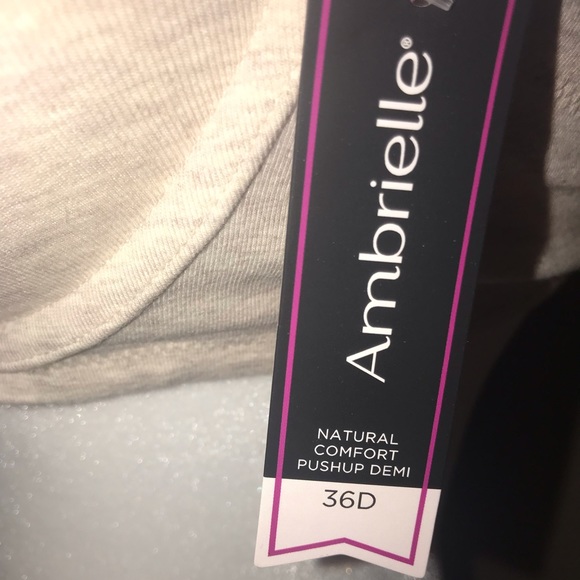 Ambrielle®
NATURAL
COMFORT
PUSHUP DEMI
36D